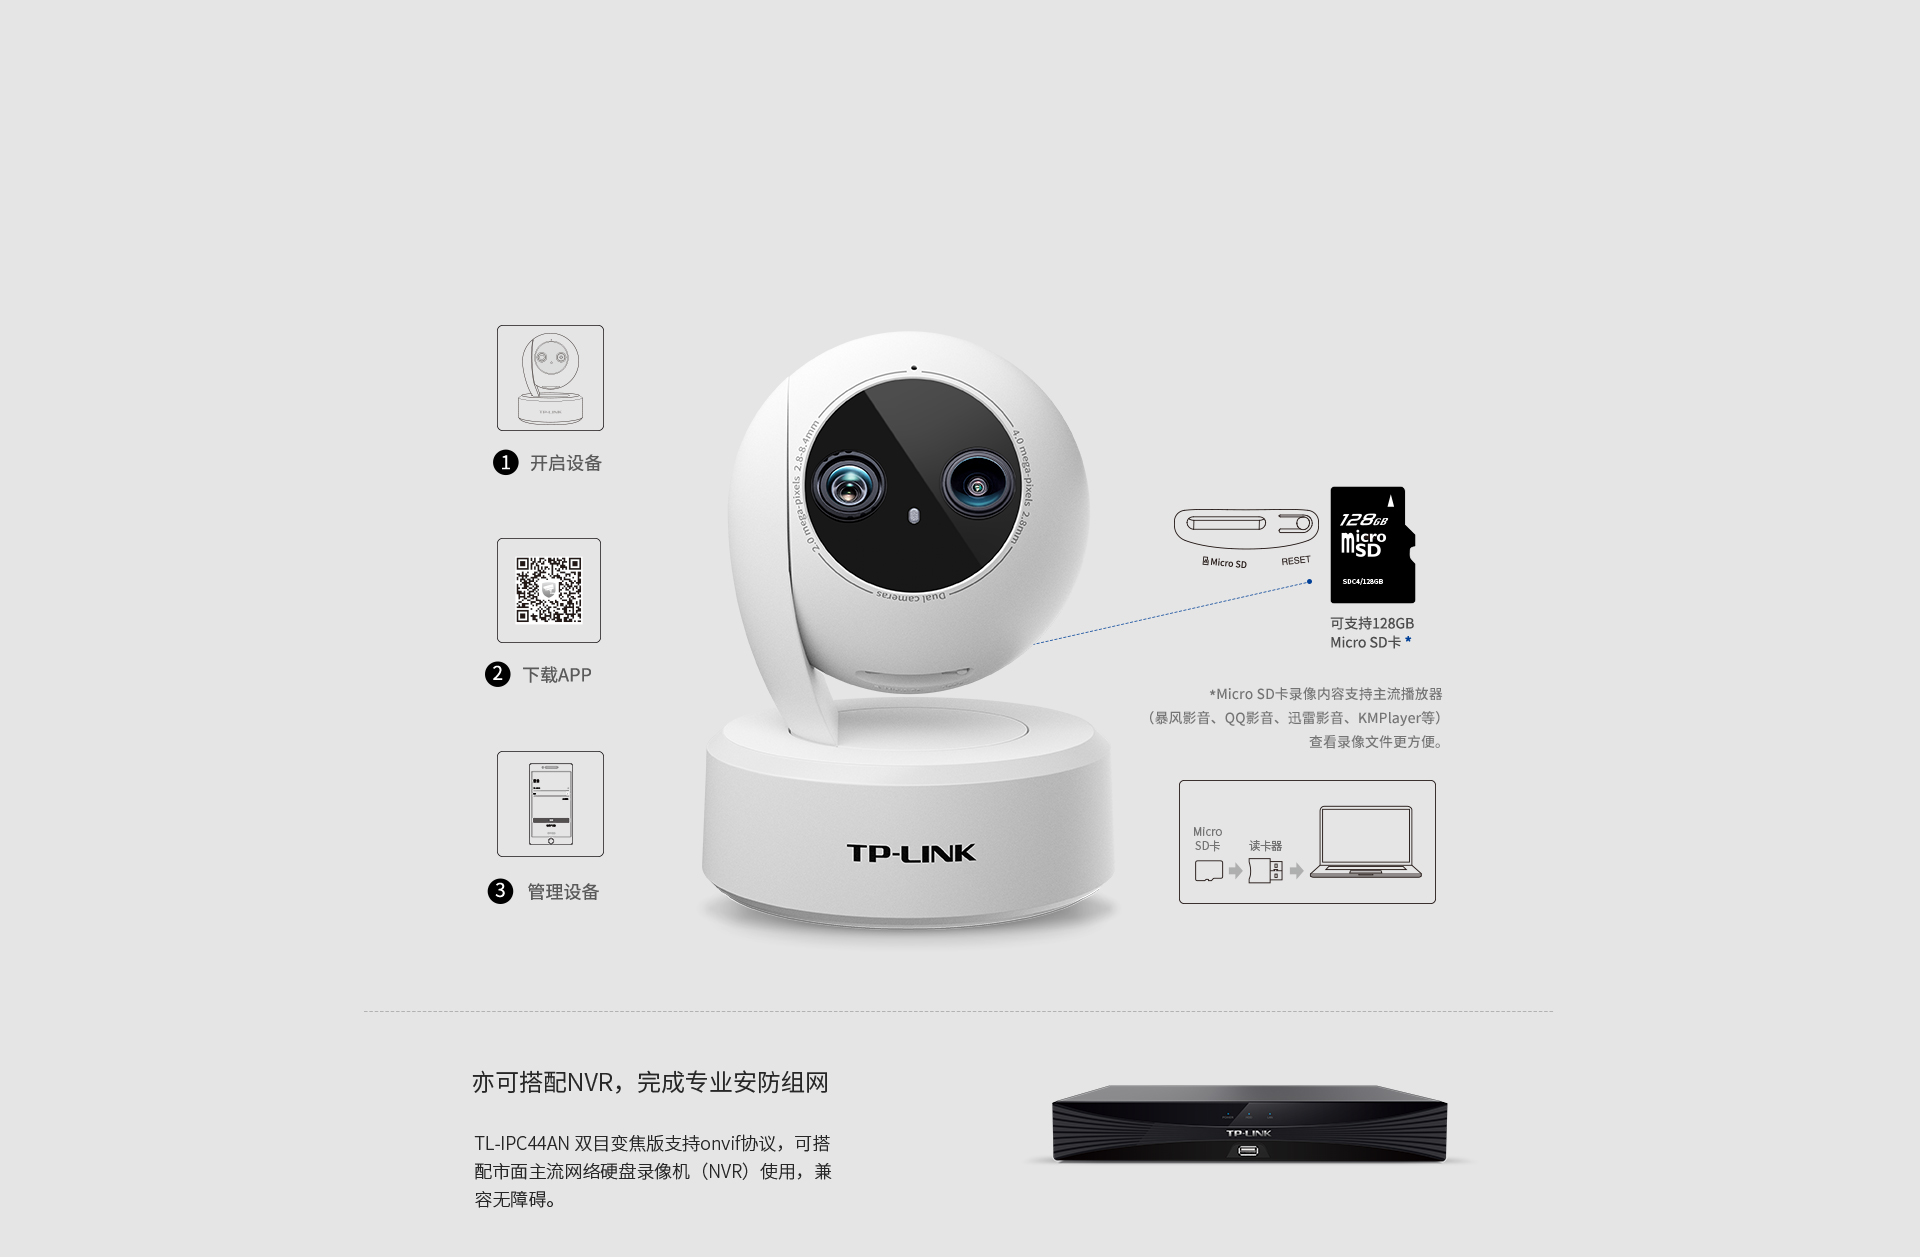 1 开启设备
2 下载APP
3 管理设备
2.0 mega-pixels 2.8-8.4mm
4.0 mega-pixels 2.8mm
Dual cameras
TP-LINK
Micro SD
RESET
128GB
micro
SD
SDC4/128GB
可支持128GB
Micro SD卡 *
*Micro SD卡录像内容支持主流播放器
（暴风影音、QQ影音、迅雷影音、KMPlayer等）
查看录像文件更方便。
Micro
SD卡
读卡器
亦可搭配NVR，完成专业安防组网
TL-IPC44AN 双目变焦版支持onvif协议，可搭
配市面主流网络硬盘录像机（NVR）使用，兼
容无障碍。
TP-LINK